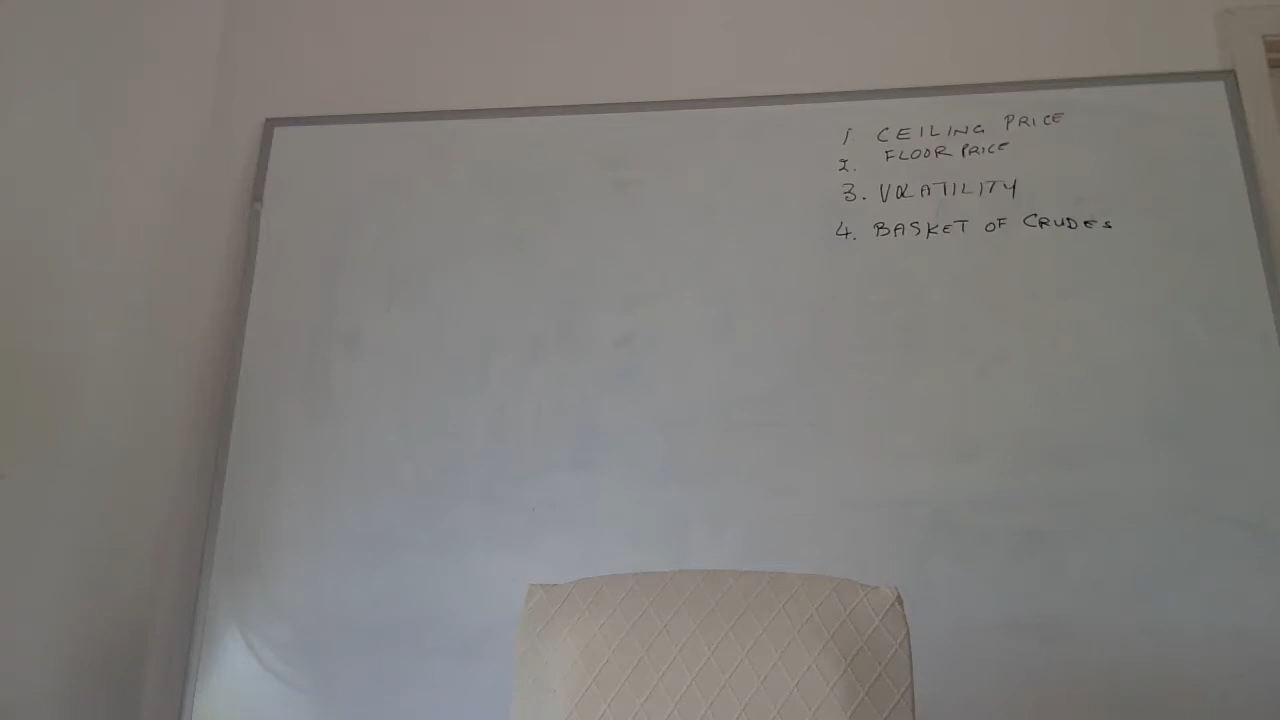 1 CEILING PRICE
2. FLOOR PRICE
3. VOLATILITY
4. BASKET OF CRUDES